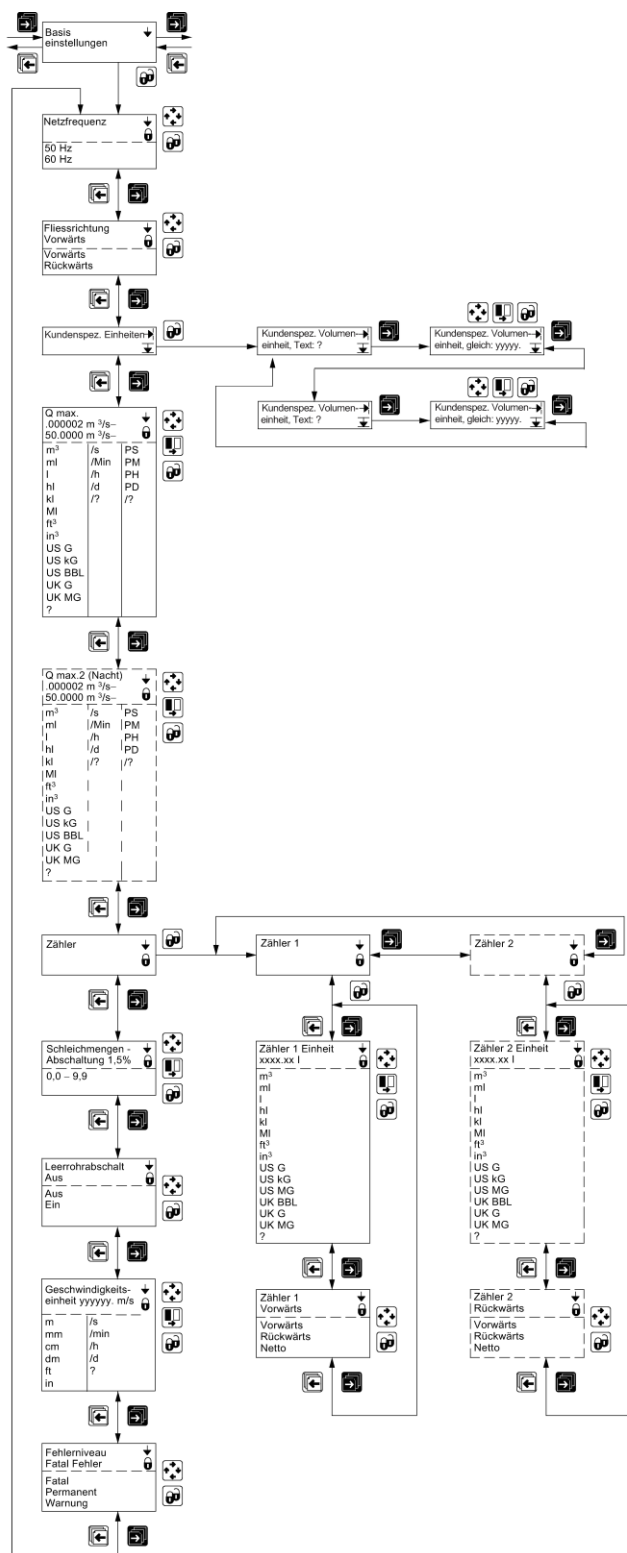 Basis
einstellungen
Netzfrequenz
50 Hz
60 Hz
Fliessrichtung
Vorwärts
Vorwärts
Rückwärts
Kundenspez. Einheiten
Kundenspez. Volumen-
einheit, Text: ?
Kundenspez. Volumen-
einheit, gleich: yyyyy.
Kundenspez. Volumen-
einheit, Text: ?
Kundenspez. Volumen-
einheit, gleich: yyyyy.
Q max.
.000002 m ³/s–
50.0000 m ³/s–
m³ /s PS
ml /Min PM
l /h PH
hl /d PD
kl /? /?
Ml
ft³
in³
US G
US kG
US BBL
UK G
UK MG
?
Q max.2 (Nacht)
.000002 m ³/s–
50.0000 m ³/s–
m³ /s PS
ml /Min PM
l /h PH
hl /d PD
kl /? /?
Ml
ft³
in³
US G
US kG
US BBL
UK G
UK MG
?
Zähler
Zähler 1
Zähler 2
Schleichmengen -
Abschaltung 1,5%
0,0 – 9,9
Zähler 1 Einheit
xxxx.xx l
m³
ml
l
hl
kl
Ml
ft³
in³
US G
US kG
US MG
UK BBL
UK G
UK MG
?
Zähler 2 Einheit
xxxx.xx l
m³
ml
l
hl
kl
Ml
ft³
in³
US G
US kG
US MG
UK BBL
UK G
UK MG
?
Leerrohrabschalt
Aus
Aus
Ein
Geschwindigkeits-
einheit yyyyyy. m/s
m /s
mm /min
cm /h
dm /d
ft ?
in
Zähler 1
Vorwärts
Vorwärts
Rückwärts
Netto
Zähler 2
Rückwärts
Vorwärts
Rückwärts
Netto
Fehlerniveau
Fatal Fehler
Fatal
Permanent
Warnung